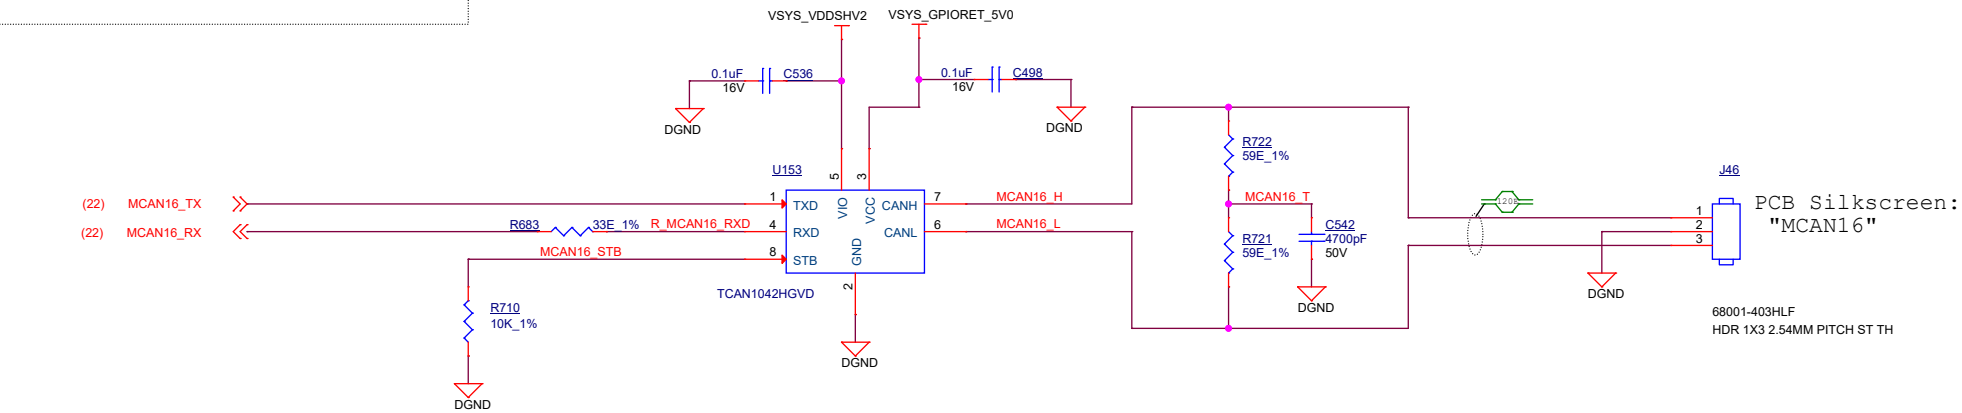 VSYS_VDDSHV2 VSYS_GPIORET_5V0
0.1uF C536 0.1uF C498
16V 16V
DGND DGND
R722
59E_1%
U153 J46
5 3
(22) MCAN16_TX 1 TXD VIO VCC CANH 7 MCAN16_H MCAN16_T 120E 1 PCB Silkscreen:
(22) MCAN16_RX R683 33E_1% R_MCAN16_RXD 4 RXD CANL 6 MCAN16_L C542 2 "MCAN16"
R721 4700pF 3
MCAN16_STB 8 STB GND 59E_1% 50V
2
TCAN1042HGVD DGND DGND
R710 68001-403HLF
10K_1% HDR 1X3 2.54MM PITCH ST TH
DGND
DGND